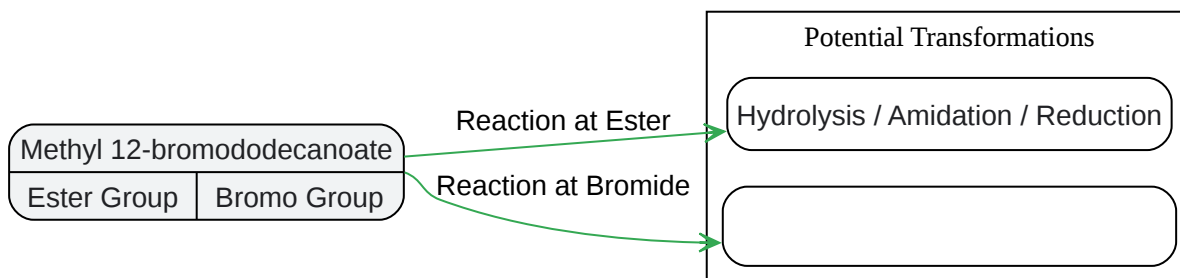 Potential Transformations
Hydrolysis / Amidation / Reduction
Reaction at Ester
Methyl 12-bromododecanoate
Ester Group
Bromo Group
Reaction at Bromide